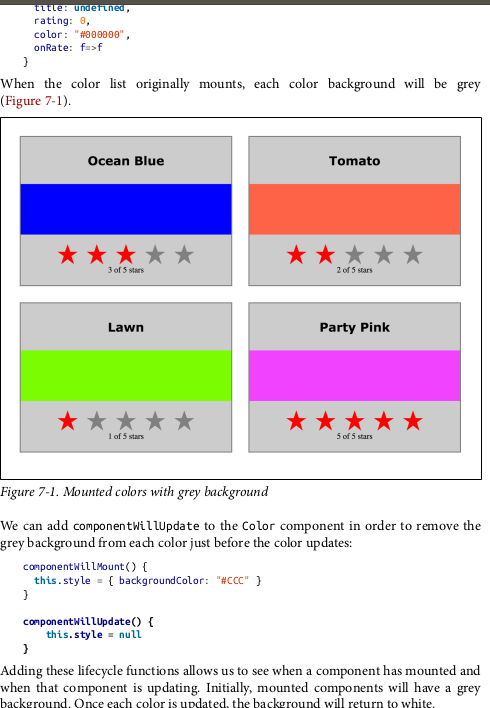 title: undefined,
rating: 0,
color: "#000000",
onRate: f=>f
}
When the color list originally mounts, each color background will be grey
(Figure 7-1).
Ocean Blue
Tomato
3 of 5 stars
2 of 5 stars
Lawn
Party Pink
1 of 5 stars
5 of 5 stars
Figure 7-1. Mounted colors with grey background
We can add componentWillUpdate to the Color component in order to remove the
grey background from each color just before the color updates:
componentWillMount() {
this.style = { backgroundColor: "#CCC" }
}
componentWillUpdate() {
this.style = null
}
Adding these lifecycle functions allows us to see when a component has mounted and
when that component is updating. Initially, mounted components will have a grey
background. Once each color is updated, the background will return to white.